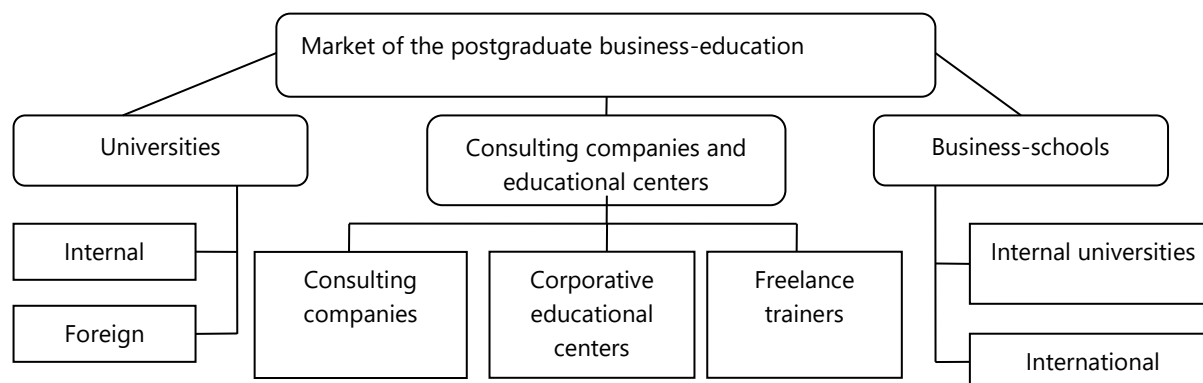 Market of the postgraduate business-education
Universities
Consulting companies and
educational centers
Business-schools
Internal
Foreign
Consulting
companies
Corporative
educational
centers
Freelance
trainers
Internal universities
International